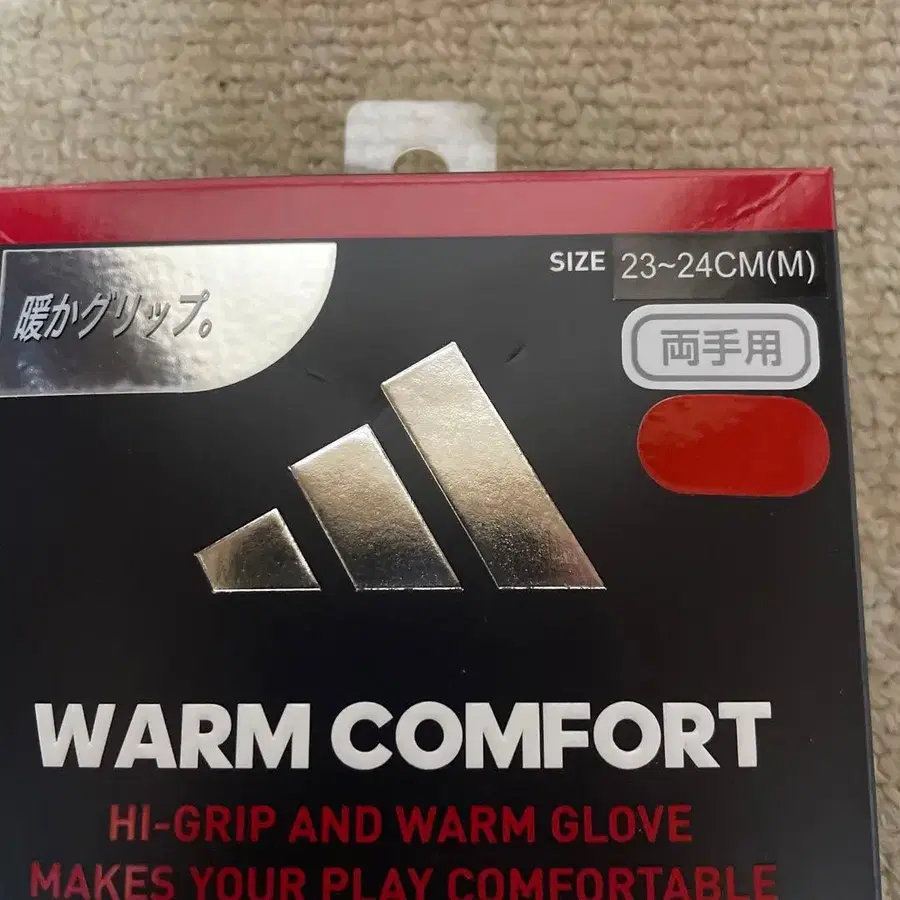 SIZE 23~24CM(M)
暖かグリップ。
両手用
WARM COMFORT
HI-GRIP AND WARM GLOVE
MAKES YOUR PLAY COMFORTABLE